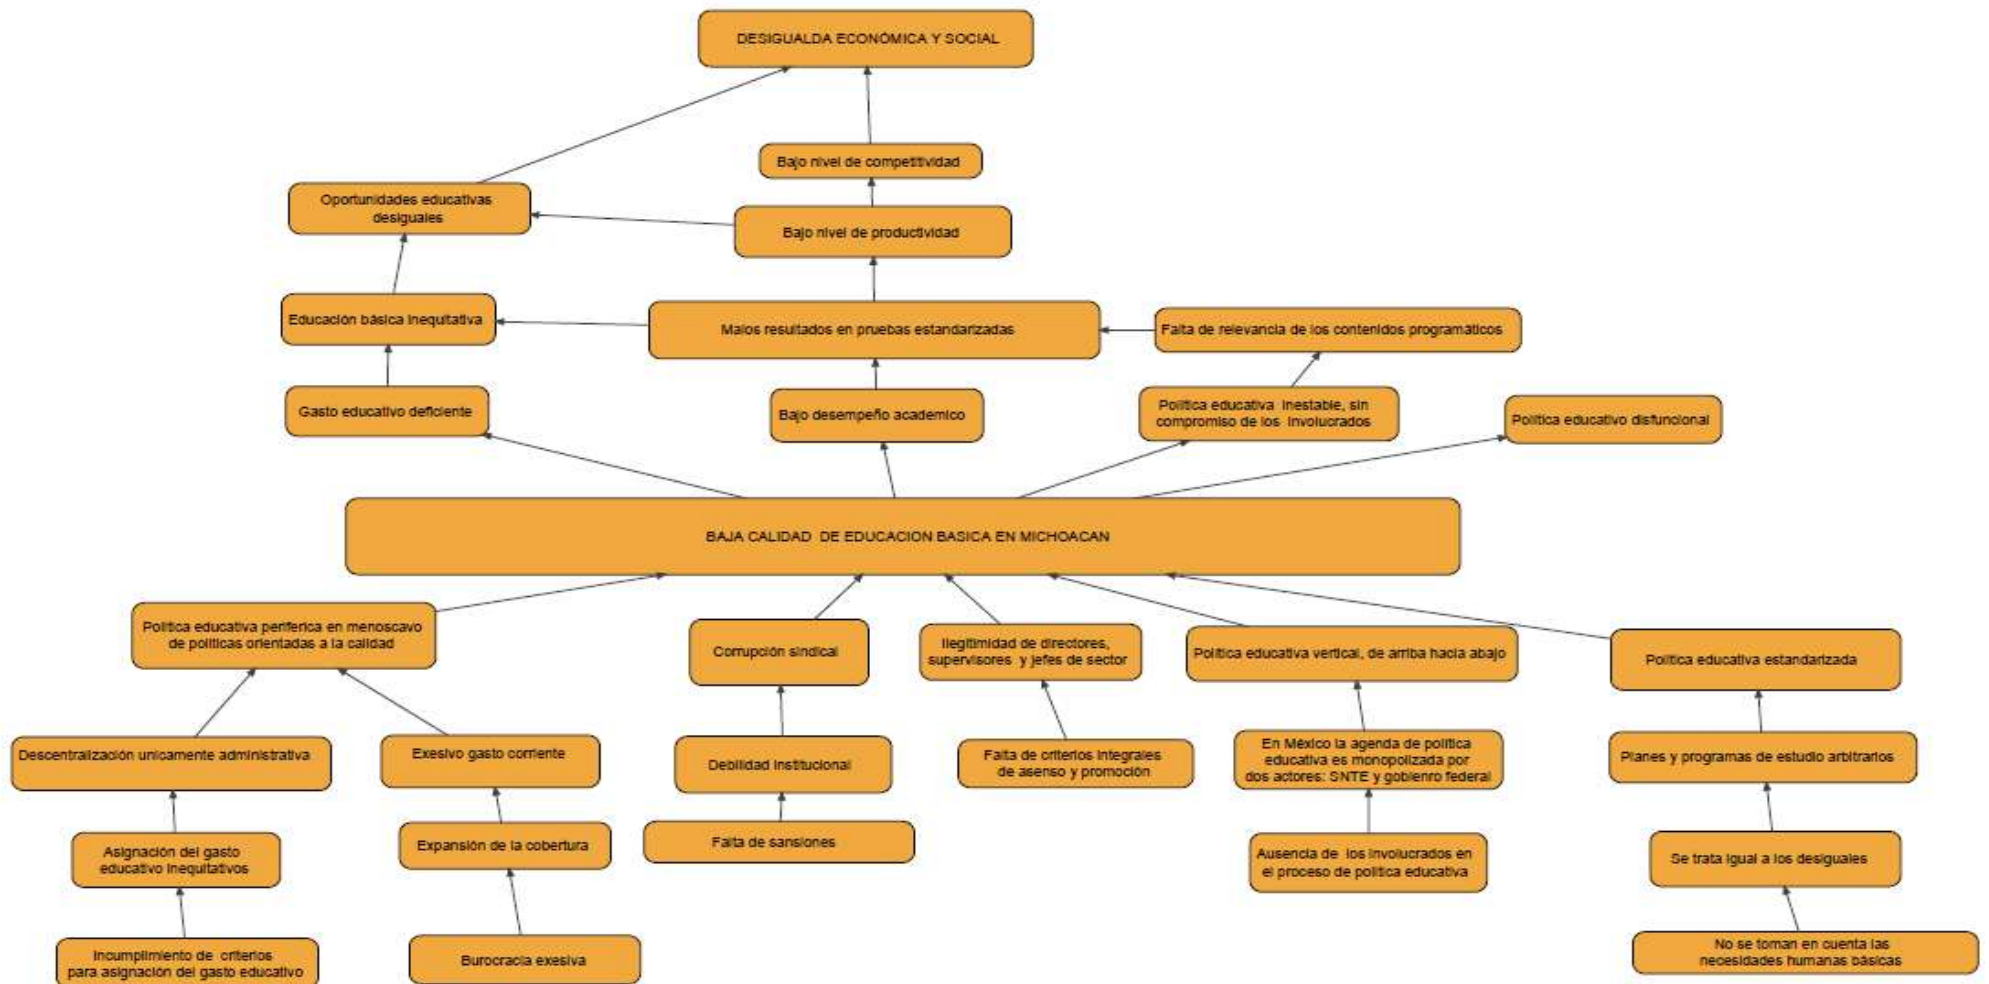 DESIGUALDA ECONÓMICA Y SOCIAL
Bajo nivel de competitividad
Oportunidades educativas
desiguales
Bajo nivel de productividad
Educación básica inequitativa
Malos resultados en pruebas estandarizadas
Falta de relevancia de los contenidos programáticos
Gasto educativo deficiente
Bajo desempeño academico
Política educativa inestable, sin
compromiso de los involucrados
Política educativo disfuncional
BAJA CALIDAD DE EDUCACION BASICA EN MICHOACAN
Política educativa periferica en menoscavo
de políticas orientadas a la calidad
Corrupción sindical
Ilegitimidad de directores,
supervisores y jefes de sector
Política educativa vertical, de arriba hacia abajo
Política educativa estandarizada
Descentralización unicamente administrativa
Exesivo gasto corriente
Debilidad institucional
Falta de criterios integrales
de asenso y promoción
En México la agenda de política
educativa es monopolizada por
dos actores: SNTE y gobienro federal
Planes y programas de estudio arbitrarios
Asignación del gasto
educativo inequitativos
Expansión de la cobertura
Falta de sansiones
Ausencia de los involucrados en
el proceso de política educativa
Se trata igual a los desiguales
Incumplimiento de criterios
para asignación del gasto educativo
Burocracia exesiva
No se toman en cuenta las
necesidades humanas básicas